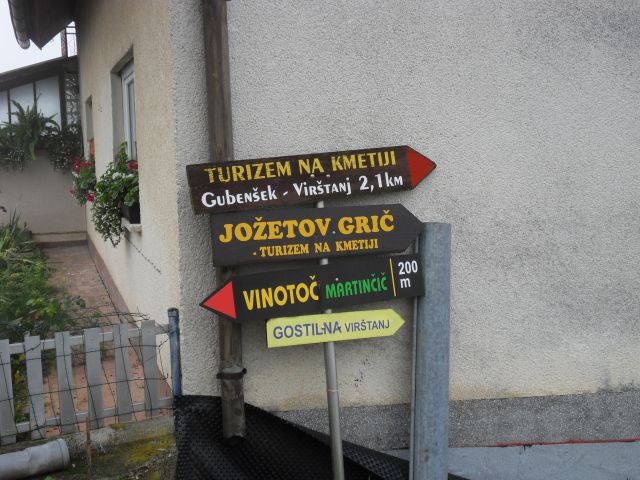 TURIZEM NA KMETIJI
GUBENŠEK - VIRŠTANJ 2,1KM
JOŽETOV GRIČ
- TURIZEM NA KMETIJI
VINOTOČ MARTINČIČ 200 m
GOSTILNA VIRŠTANJ